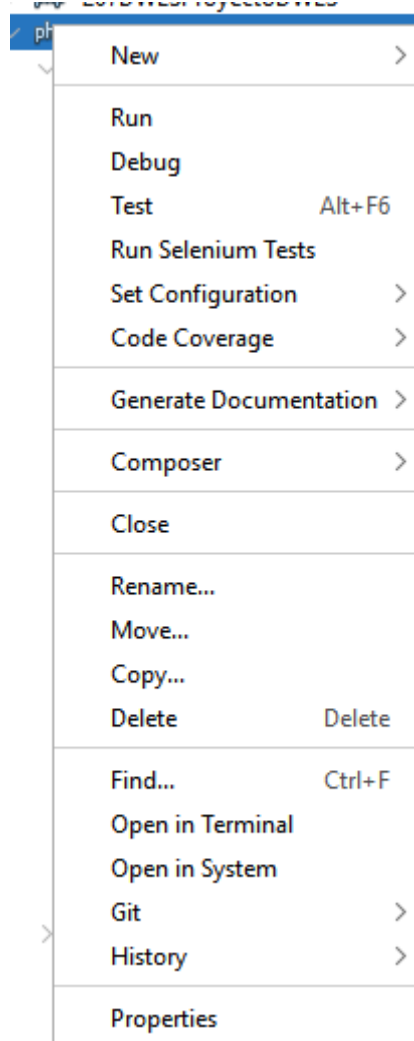 ph
New
Run
Debug
Test Alt+F6
Run Selenium Tests
Set Configuration
Code Coverage
Generate Documentation
Composer
Close
Rename...
Move...
Copy...
Delete Delete
Find... Ctrl+F
Open in Terminal
Open in System
Git
History
Properties